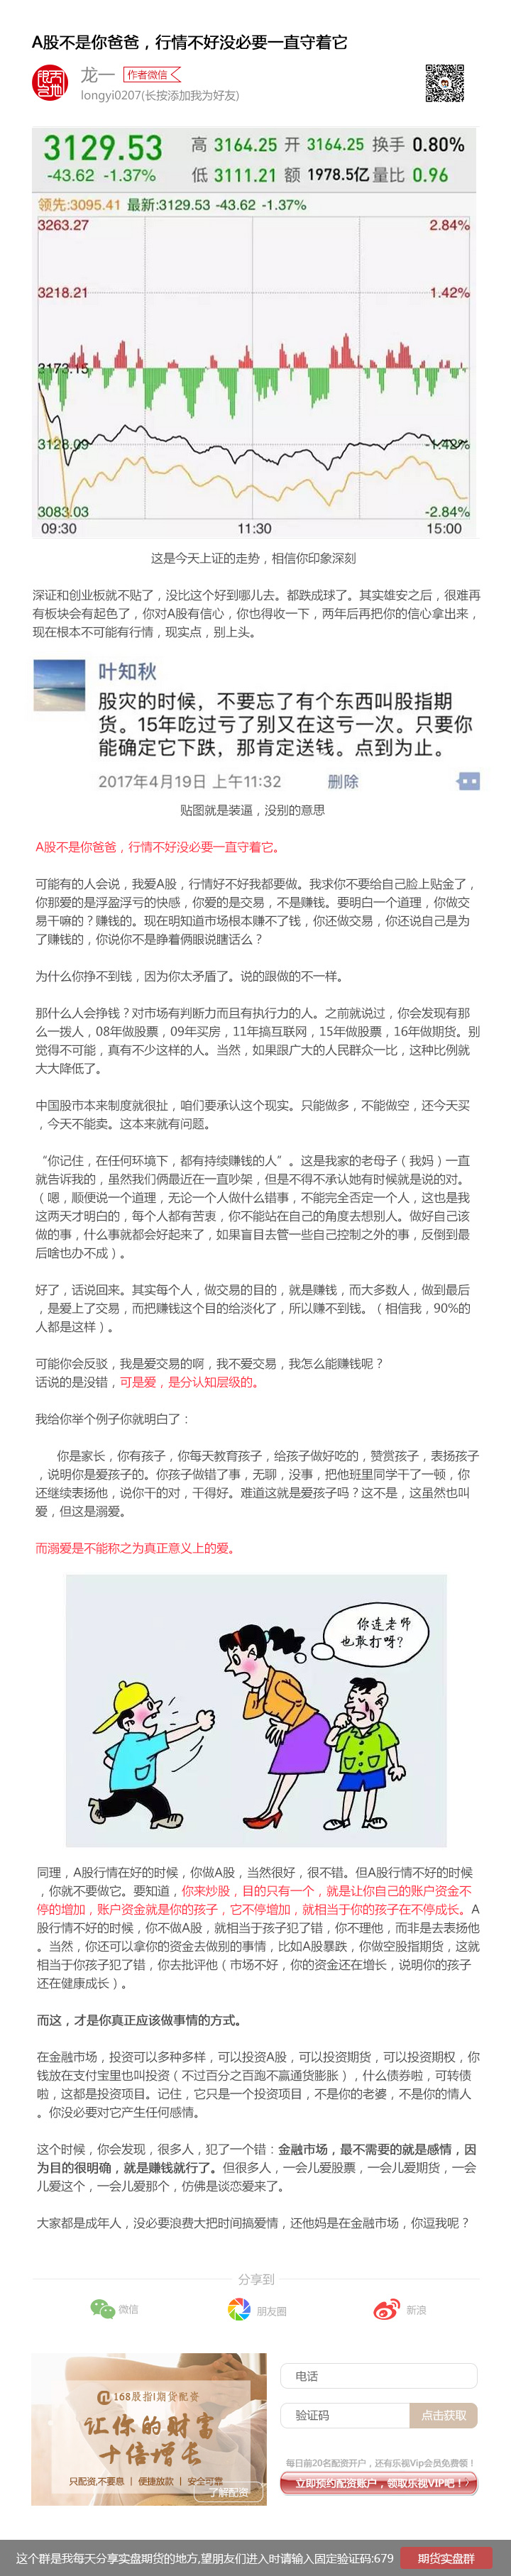 A股不是你爸爸，行情不好没必要一直守着它
龙一 作者微信
longyi0207(长按添加我为好友)
3129.53 高 3164.25 开 3164.25 换手 0.80%
-43.62 -1.37% 低 3111.21 额 1978.5亿 量比 0.96
领先:3095.41 最新:3129.53 -43.62 -1.37%
3263.27 2.84%
3218.21 1.42%
3173.15
3128.09 -1.42%
3083.03 -2.84%
09:30 11:30 15:00
这是今天上证的走势，相信你印象深刻
深证和创业板就不贴了，没比这个好到哪儿去。都跌成球了。其实雄安之后，很难再
有板块会有起色了，你对A股有信心，你也得收一下，两年后再把你的信心拿出来，
现在根本不可能有行情，现实点，别上头。
叶知秋
股灾的时候，不要忘了有个东西叫股指期
货。15年吃过亏了别又在这亏一次。只要你
能确定它下跌，那肯定送钱。点到为止。
2017年4月19日 上午11:32 删除
贴图就是装逼，没别的意思
A股不是你爸爸，行情不好没必要一直守着它。
可能有的人会说，我爱A股，行情好不好我都要做。我求你不要给自己脸上贴金了，
你那爱的是浮盈浮亏的快感，你爱的是交易，不是赚钱。要明白一个道理，你做交
易干嘛的？赚钱的。现在明知道市场根本赚不了钱，你还做交易，你还说自己是为
了赚钱的，你说你不是睁着俩眼说瞎话么？
为什么你挣不到钱，因为你太矛盾了。说的跟做的不一样。
那什么人会挣钱？对市场有判断力而且有执行力的人。之前就说过，你会发现有那
么一拨人，08年做股票，09年买房，11年搞互联网，15年做股票，16年做期货。别
觉得不可能，真有不少这样的人。当然，如果跟广大的人民群众一比，这种比例就
大大降低了。
中国股市本来制度就很扯，咱们要承认这个现实。只能做多，不能做空，还今天买
，今天不能卖。这本来就有问题。
“你记住，在任何环境下，都有持续赚钱的人”。这是我家的老母子（我妈）一直
就告诉我的，虽然我们俩最近在一直吵架，但是不得不承认她有时候就是说的对。
（嗯，顺便说一个道理，无论一个人做什么错事，不能完全否定一个人，这也是我
这两天才明白的，每个人都有苦衷，你不能站在自己的角度去想别人。做好自己该
做的事，什么事就都会好起来了，如果盲目去管一些自己控制之外的事，反倒到最
后啥也办不成）。
好了，话说回来。其实每个人，做交易的目的，就是赚钱，而大多数人，做到最后
，是爱上了交易，而把赚钱这个目的给淡化了，所以赚不到钱。（相信我，90%的
人都是这样）。
可能你会反驳，我是爱交易的啊，我不爱交易，我怎么能赚钱呢？
话说的是没错，可是爱，是分认知层级的。
我给你举个例子你就明白了：
你是家长，你有孩子，你每天教育孩子，给孩子做好吃的，赞赏孩子，表扬孩子
，说明你是爱孩子的。你孩子做错了事，无聊，没事，把他班里同学干了一顿，你
还继续表扬他，说你干的对，干得好。难道这就是爱孩子吗？这不是，这虽然也叫
爱，但这是溺爱。
而溺爱是不能称之为真正意义上的爱。
你连老师
也敢打呀?
同理，A股行情在好的时候，你做A股，当然很好，很不错。但A股行情不好的时候
，你就不要做它。要知道，你来炒股，目的只有一个，就是让你自己的账户资金不
停的增加，账户资金就是你的孩子，它不停增加，就相当于你的孩子在不停成长。A
股行情不好的时候，你不做A股，就相当于孩子犯了错，你不理他，而非是去表扬他
。当然，你还可以拿你的资金去做别的事情，比如A股暴跌，你做空股指期货，这就
相当于你孩子犯了错，你去批评他（市场不好，你的资金还在增长，说明你的孩子
还在健康成长）。
而这，才是你真正应该做事情的方式。
在金融市场，投资可以多种多样，可以投资A股，可以投资期货，可以投资期权，你
钱放在支付宝里也叫投资（不过百分之百跑不赢通货膨胀），什么债券啦，可转债
啦，这都是投资项目。记住，它只是一个投资项目，不是你的老婆，不是你的情人
。你没必要对它产生任何感情。
这个时候，你会发现，很多人，犯了一个错：金融市场，最不需要的就是感情，因
为目的很明确，就是赚钱就行了。但很多人，一会儿爱股票，一会儿爱期货，一会
儿爱这个，一会儿爱那个，仿佛是谈恋爱来了。
大家都是成年人，没必要浪费大把时间搞爱情，还他妈是在金融市场，你逗我呢？
分享到
微信 朋友圈 新浪
168股指|期货配资
让你的财富
十倍增长
只配资,不要息 | 便捷放款 | 安全可靠
了解配资
电话
验证码 点击获取
每日前20名配资开户，还有乐视Vip会员免费领！
立即预约配资账户，领取乐视VIP吧！
这个群是我每天分享实盘期货的地方,望朋友们进入时请输入固定验证码:679 期货实盘群